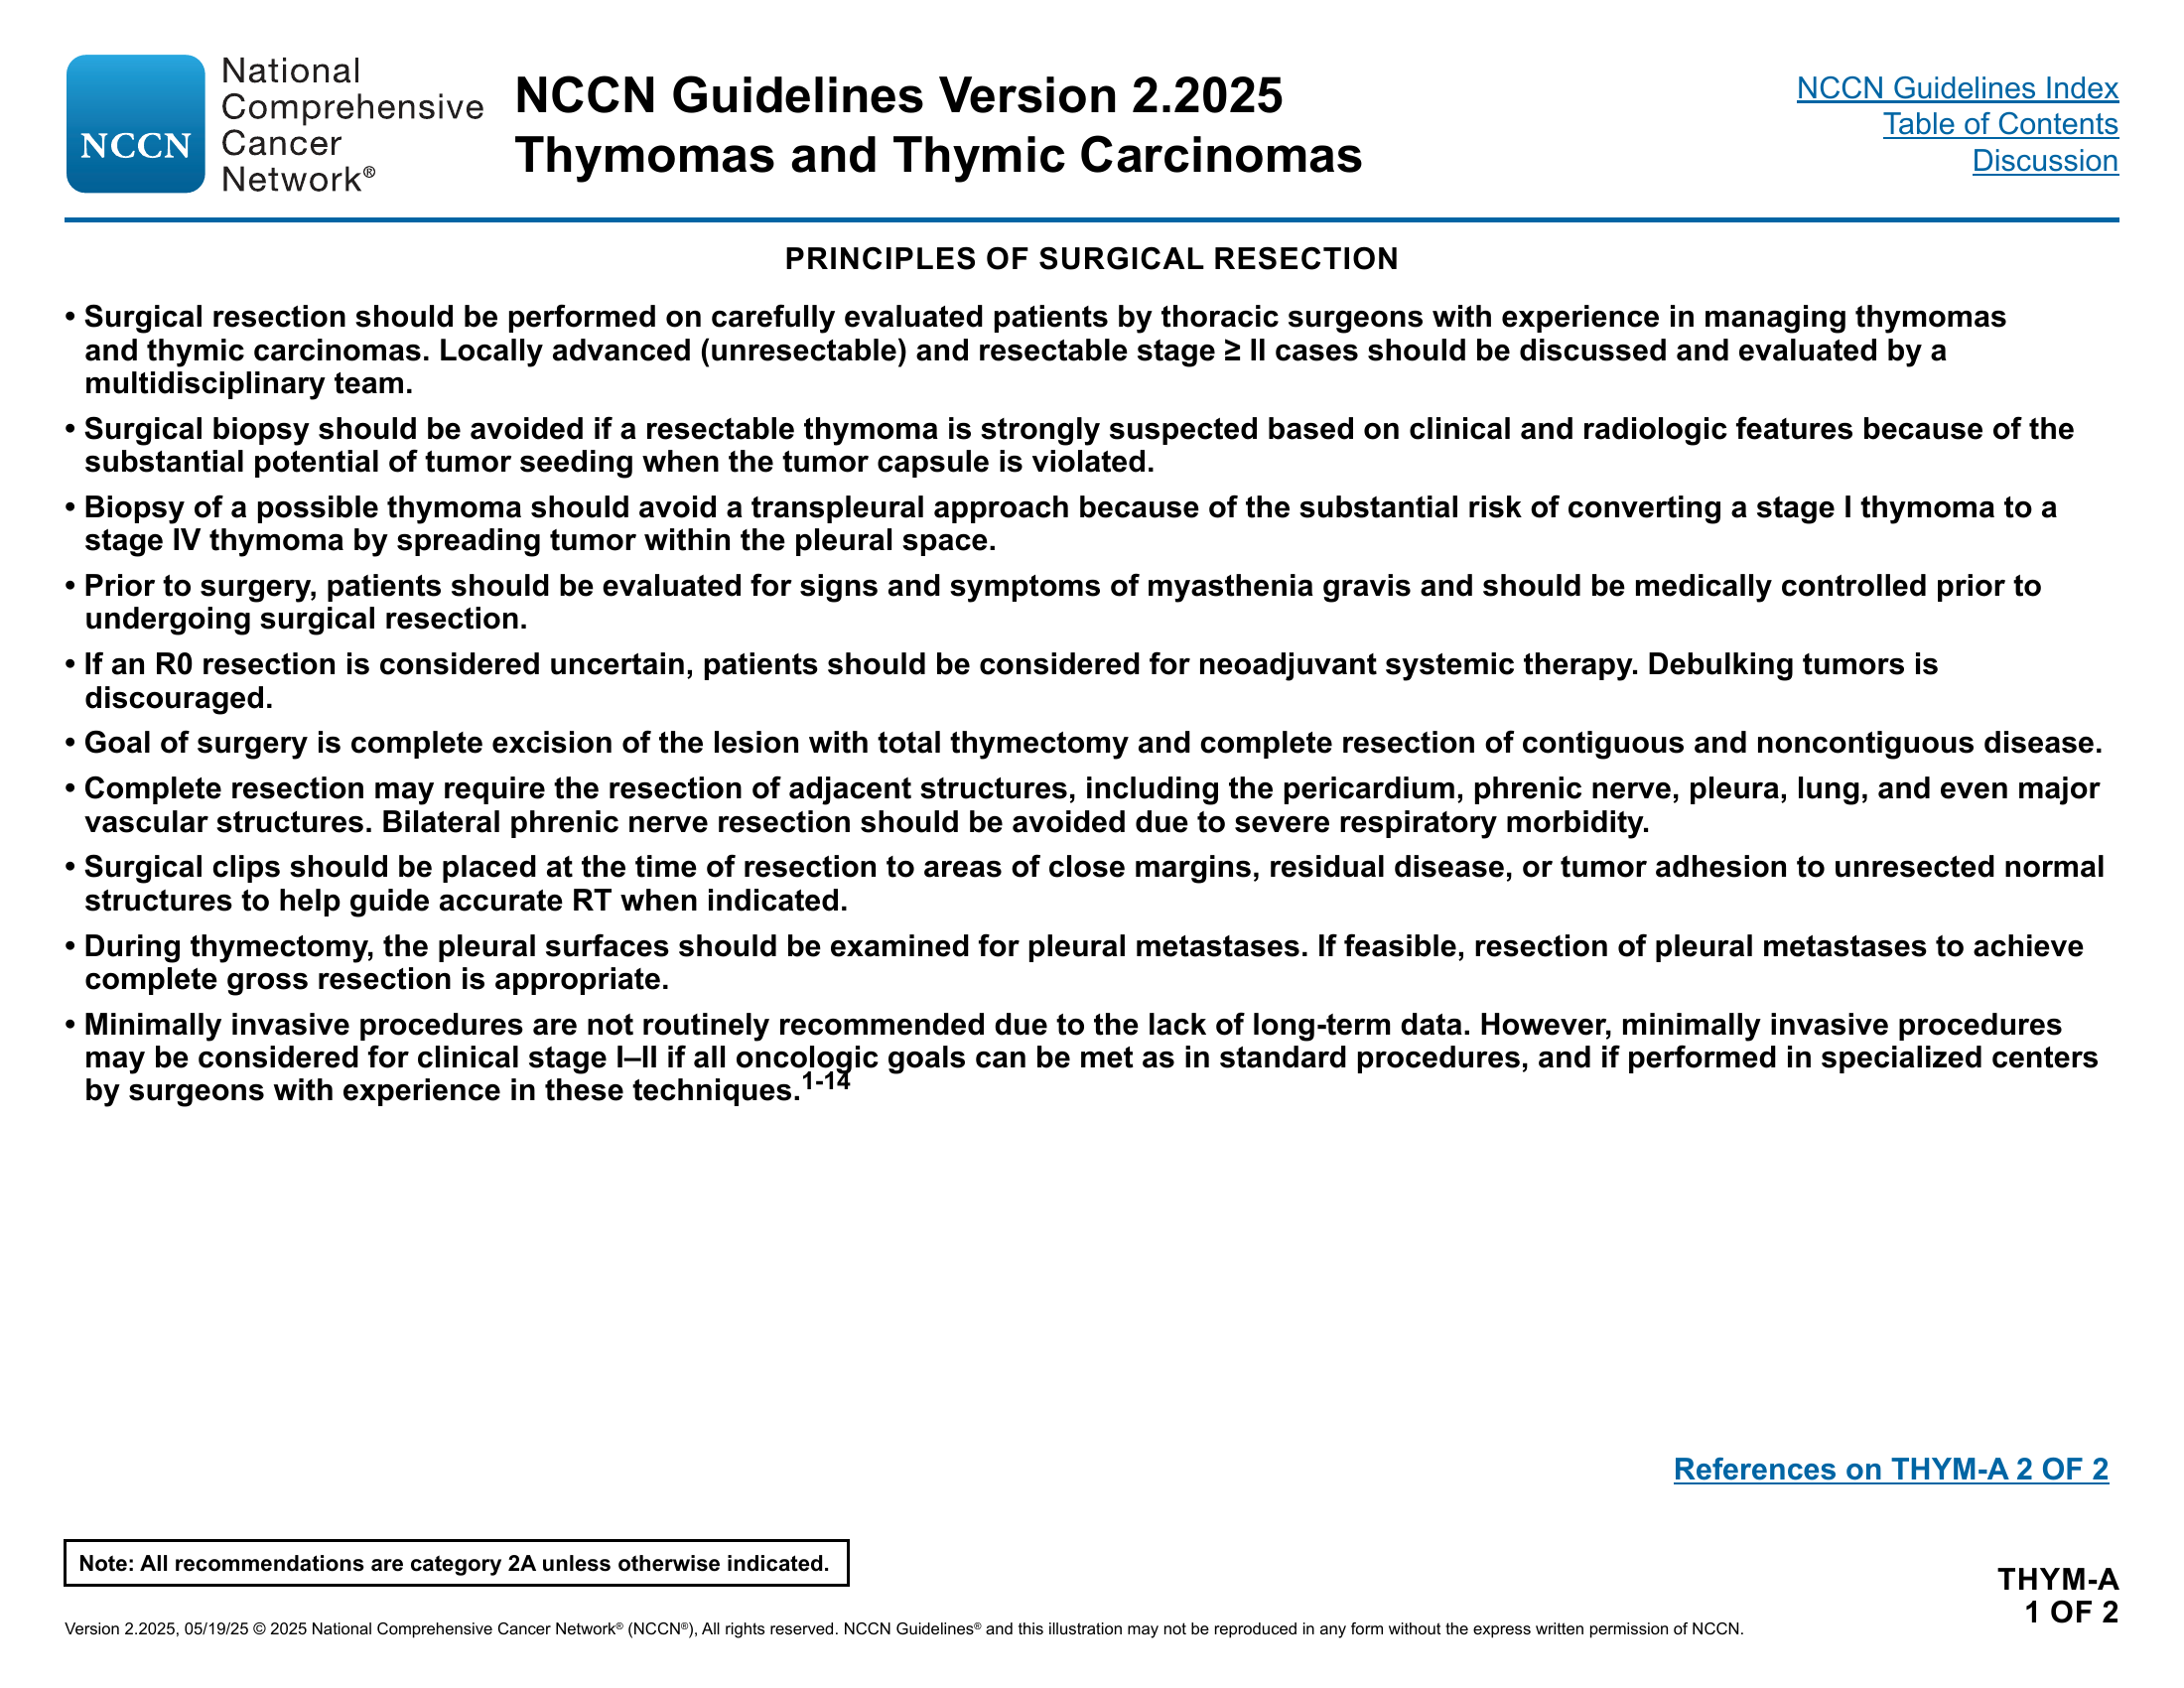 NCCN
National
Comprehensive
Cancer
Network®
NCCN Guidelines Version 2.2025
Thymomas and Thymic Carcinomas
NCCN Guidelines Index
Table of Contents
Discussion
PRINCIPLES OF SURGICAL RESECTION
• Surgical resection should be performed on carefully evaluated patients by thoracic surgeons with experience in managing thymomas
and thymic carcinomas. Locally advanced (unresectable) and resectable stage ≥ II cases should be discussed and evaluated by a
multidisciplinary team.
• Surgical biopsy should be avoided if a resectable thymoma is strongly suspected based on clinical and radiologic features because of the
substantial potential of tumor seeding when the tumor capsule is violated.
• Biopsy of a possible thymoma should avoid a transpleural approach because of the substantial risk of converting a stage I thymoma to a
stage IV thymoma by spreading tumor within the pleural space.
• Prior to surgery, patients should be evaluated for signs and symptoms of myasthenia gravis and should be medically controlled prior to
undergoing surgical resection.
• If an R0 resection is considered uncertain, patients should be considered for neoadjuvant systemic therapy. Debulking tumors is
discouraged.
• Goal of surgery is complete excision of the lesion with total thymectomy and complete resection of contiguous and noncontiguous disease.
• Complete resection may require the resection of adjacent structures, including the pericardium, phrenic nerve, pleura, lung, and even major
vascular structures. Bilateral phrenic nerve resection should be avoided due to severe respiratory morbidity.
• Surgical clips should be placed at the time of resection to areas of close margins, residual disease, or tumor adhesion to unresected normal
structures to help guide accurate RT when indicated.
• During thymectomy, the pleural surfaces should be examined for pleural metastases. If feasible, resection of pleural metastases to achieve
complete gross resection is appropriate.
• Minimally invasive procedures are not routinely recommended due to the lack of long-term data. However, minimally invasive procedures
may be considered for clinical stage I–II if all oncologic goals can be met as in standard procedures, and if performed in specialized centers
by surgeons with experience in these techniques.1-14
References on THYM-A 2 OF 2
Note: All recommendations are category 2A unless otherwise indicated.
THYM-A
1 OF 2
Version 2.2025, 05/19/25 © 2025 National Comprehensive Cancer Network® (NCCN®), All rights reserved. NCCN Guidelines® and this illustration may not be reproduced in any form without the express written permission of NCCN.